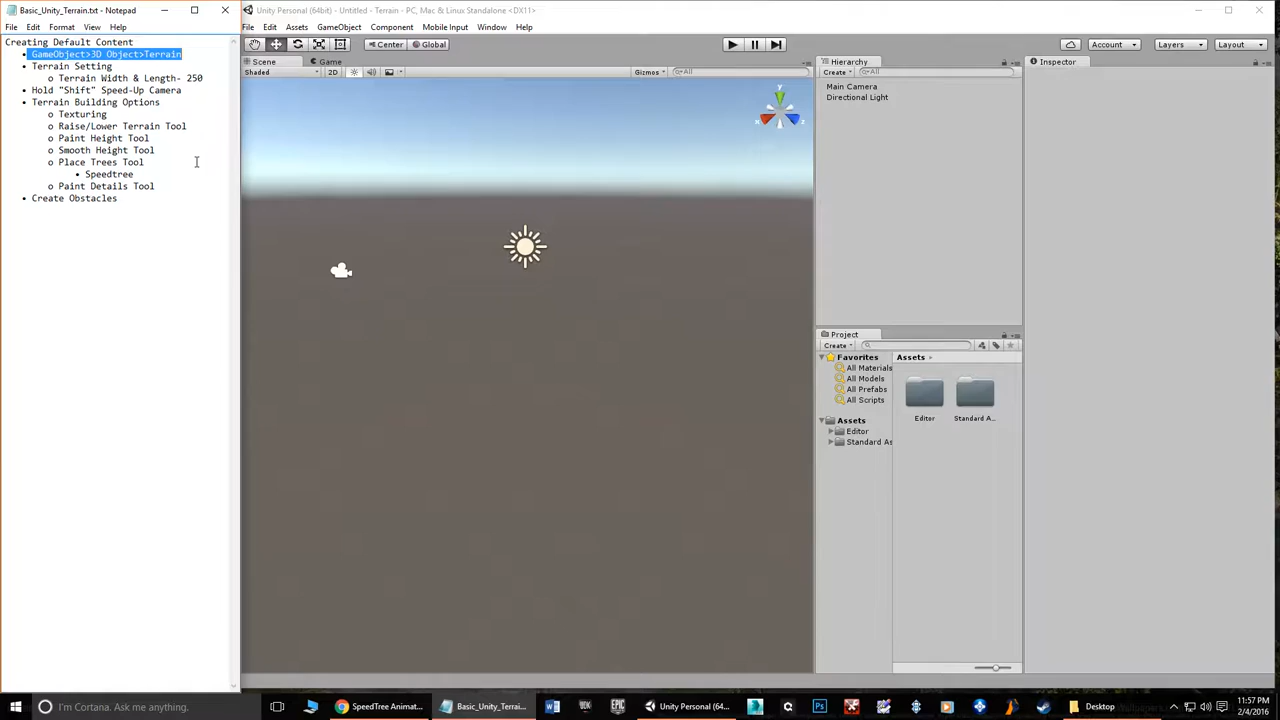 Basic_Unity_Terrain.txt - Notepad
File Edit Format View Help
Creating Default Content
• GameObject>3D Object>Terrain
• Terrain Setting
o Terrain Width & Length- 250
• Hold "Shift" Speed-Up Camera
• Terrain Building Options
o Texturing
o Raise/Lower Terrain Tool
o Paint Height Tool
o Smooth Height Tool
o Place Trees Tool
• Speedtree
o Paint Details Tool
• Create Obstacles
Unity Personal (64bit) - Untitled - Terrain - PC, Mac & Linux Standalone <DX11>
File Edit Assets GameObject Component Mobile Input Window Help
Center Global Account Layers Layout
Scene Game
Shaded 2D Gizmos All
y
x z
Hierarchy
Create All
Main Camera
Directional Light
Project
Create
Favorites
All Materials
All Models
All Prefabs
All Scripts
Assets
Editor
Standard As
Assets
Editor Standard A...
Inspector
I'm Cortana. Ask me anything.
SpeedTree Animat...
Basic_Unity_Terrai...
Unity Personal (64...
Desktop
11:57 PM
2/4/2016